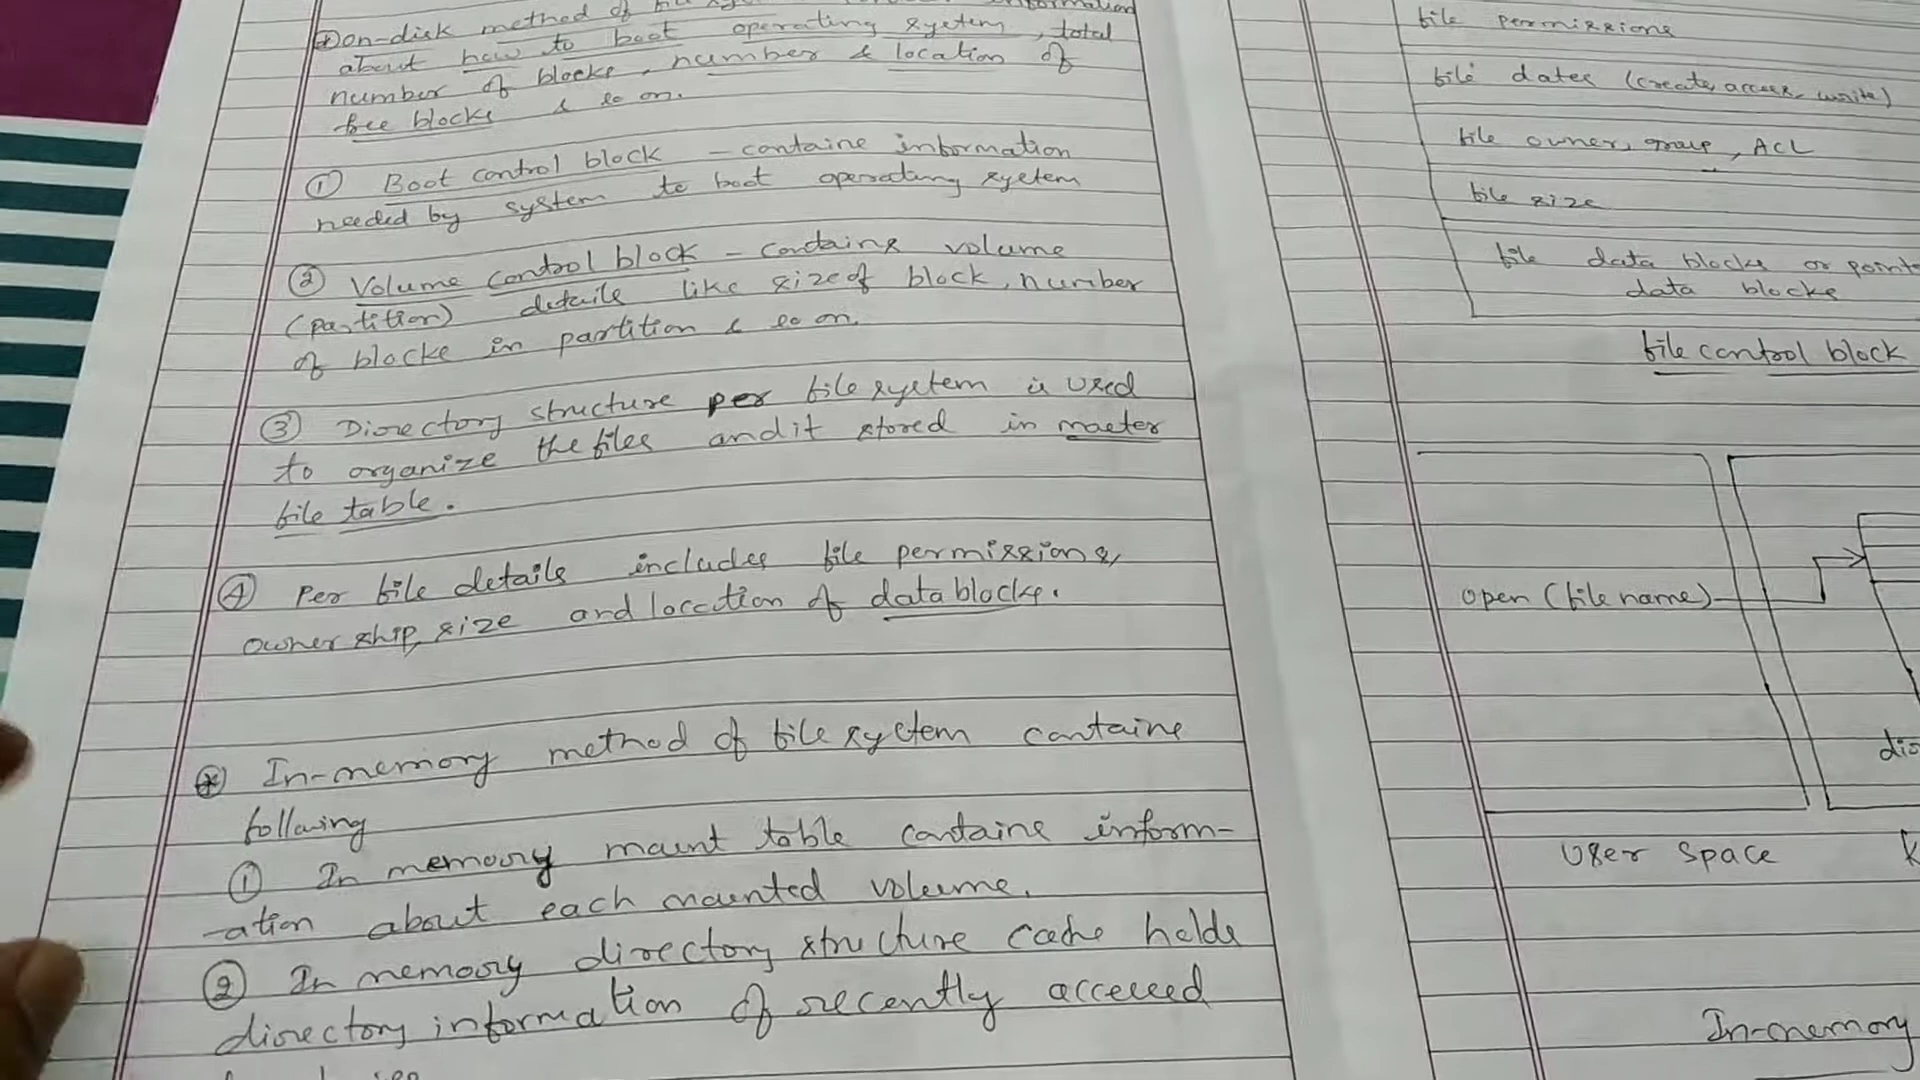 on-disk method of information
about how to boot operating system, total
number of blocks, number & location of
free blocks & so on.
① Boot control block – contains information
needed by system to boot operating system
② Volume control block – contains volume
(partition) details like size of block, number
of blocks in partition & so on.
③ Directory structure per file system is used
to organize the files and it stored in master
file table.
④ Per file details includes file permissions,
ownership, size and location of data blocks.
In-memory method of file system contains
following
① In memory mount table contains inform-
-ation about each mounted volume.
② In memory directory structure cache holds
directory information of recently accessed
file permissions
file dates (create, access, write)
file owner, group, ACL
file size
file data blocks or point
data blocks
file control block
open (file name)
dis
User Space
K
In-memory